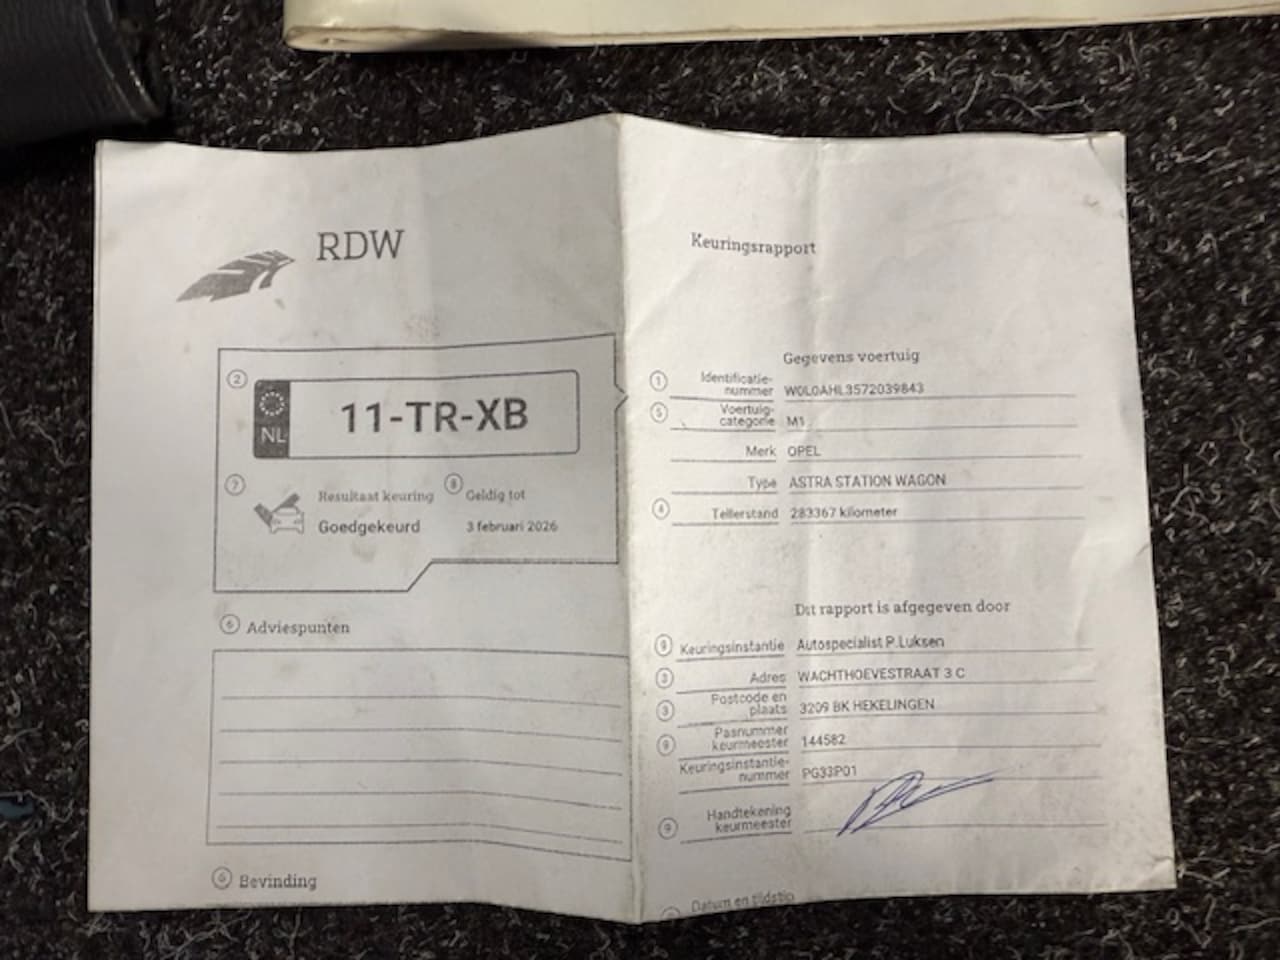 RDW
2
NL
11-TR-XB
7
Resultaat keuring
Goedgekeurd
8
Geldig tot
3 februari 2026
6 Adviespunten
6 Bevinding
Keuringsrapport
Gegevens voertuig
1 Identificatie-
nummer W0L0AHL3572039843
5 Voertuig-
categorie M1
Merk OPEL
Type ASTRA STATION WAGON
4 Tellerstand 283367 kilometer
Dit rapport is afgegeven door
9 Keuringsinstantie Autospecialist P.Luksen
3 Adres WACHTHOEVESTRAAT 3 C
3 Postcode en
plaats 3209 BK HEKELINGEN
9 Pasnummer
keurmeester 144582
Keuringsinstantie-
nummer PG33P01
9 Handtekening
keurmeester
Datum en tijdstip